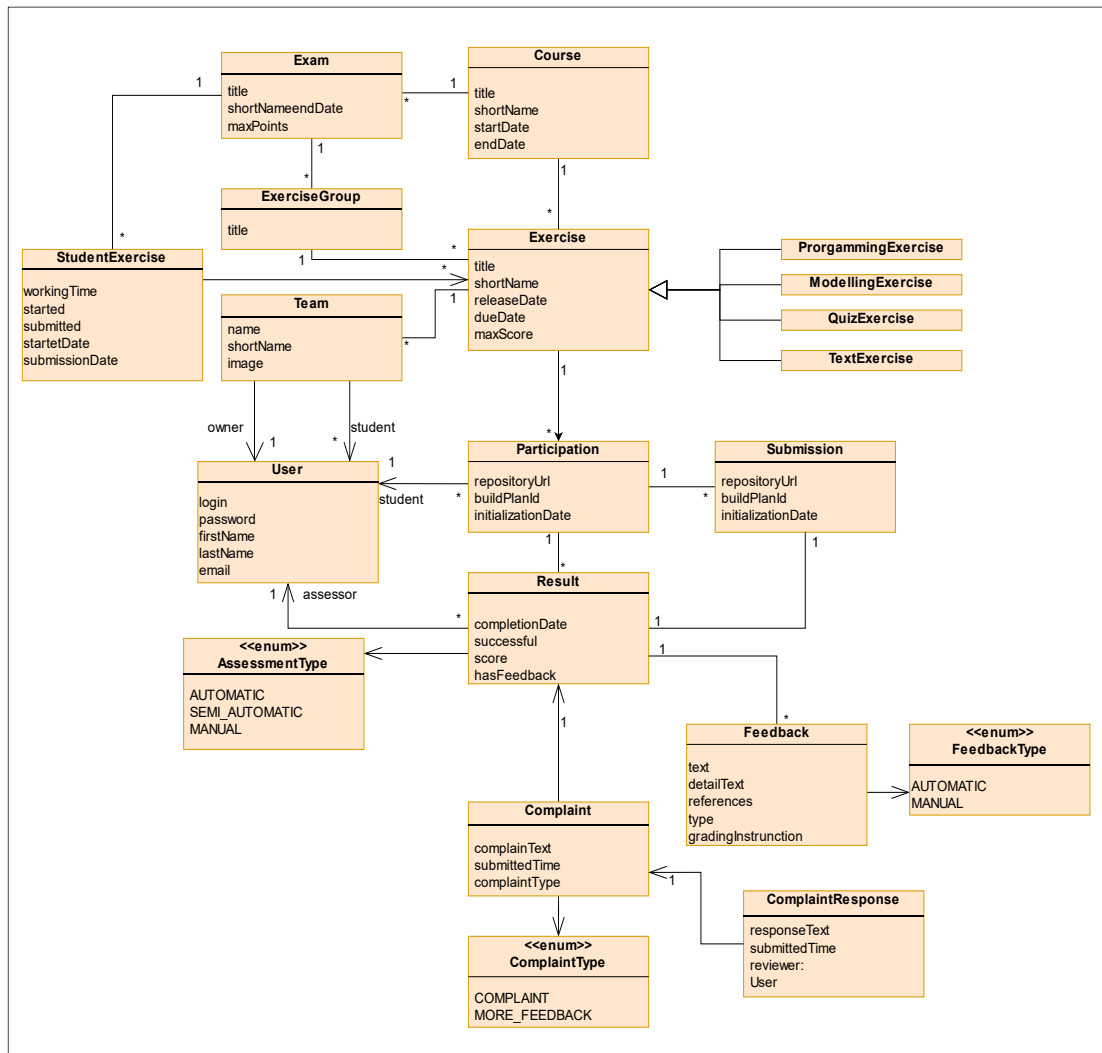 Exam
title
shortNameendDate
maxPoints
1
*
1
*
1
*
Course
title
shortName
startDate
endDate
1
*
ExerciseGroup
title
1
*
StudentExercise
workingTime
started
submitted
startetDate
submissionDate
*
Exercise
title
shortName
releaseDate
dueDate
maxScore
1
*
ProrgammingExercise
ModellingExercise
QuizExercise
TextExercise
Team
name
shortName
image
owner
1
*
student
1
*
User
login
password
firstName
lastName
email
1
student
*
Participation
repositoryUrl
buildPlanId
initializationDate
1
*
Submission
repositoryUrl
buildPlanId
initializationDate
1
1
*
1
assessor
*
Result
completionDate
successful
score
hasFeedback
1
1
*
<<enum>>
AssessmentType
AUTOMATIC
SEMI_AUTOMATIC
MANUAL
1
Feedback
text
detailText
references
type
gradingInstrunction
<<enum>>
FeedbackType
AUTOMATIC
MANUAL
Complaint
complainText
submittedTime
complaintType
1
ComplaintResponse
responseText
submittedTime
reviewer:
User
<<enum>>
ComplaintType
COMPLAINT
MORE_FEEDBACK